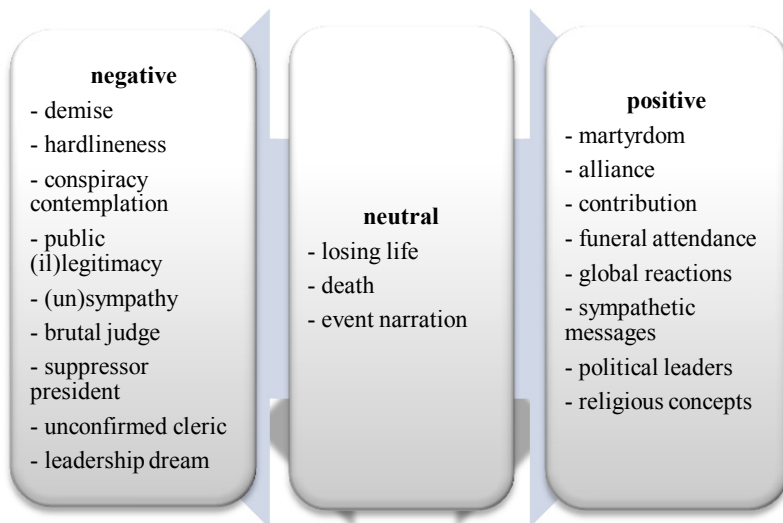 negative
- demise
- hardlineness
- conspiracy
contemplation
- public
(il)legitimacy
- (un)sympathy
- brutal judge
- suppressor
president
- unconfirmed cleric
- leadership dream
neutral
- losing life
- death
- event narration
positive
- martyrdom
- alliance
- contribution
- funeral attendance
- global reactions
- sympathetic
messages
- political leaders
- religious concepts